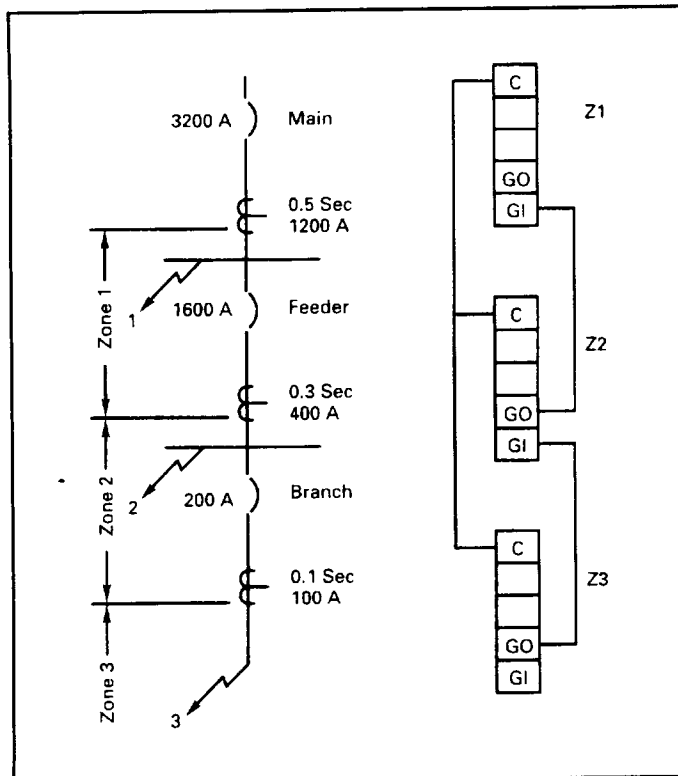 3200 A Main
0.5 Sec
1200 A
Zone 1
1
1600 A Feeder
0.3 Sec
400 A
Zone 2
2
200 A Branch
0.1 Sec
100 A
Zone 3
3
C
Z1
GO
GI
C
Z2
GO
GI
C
Z3
GO
GI